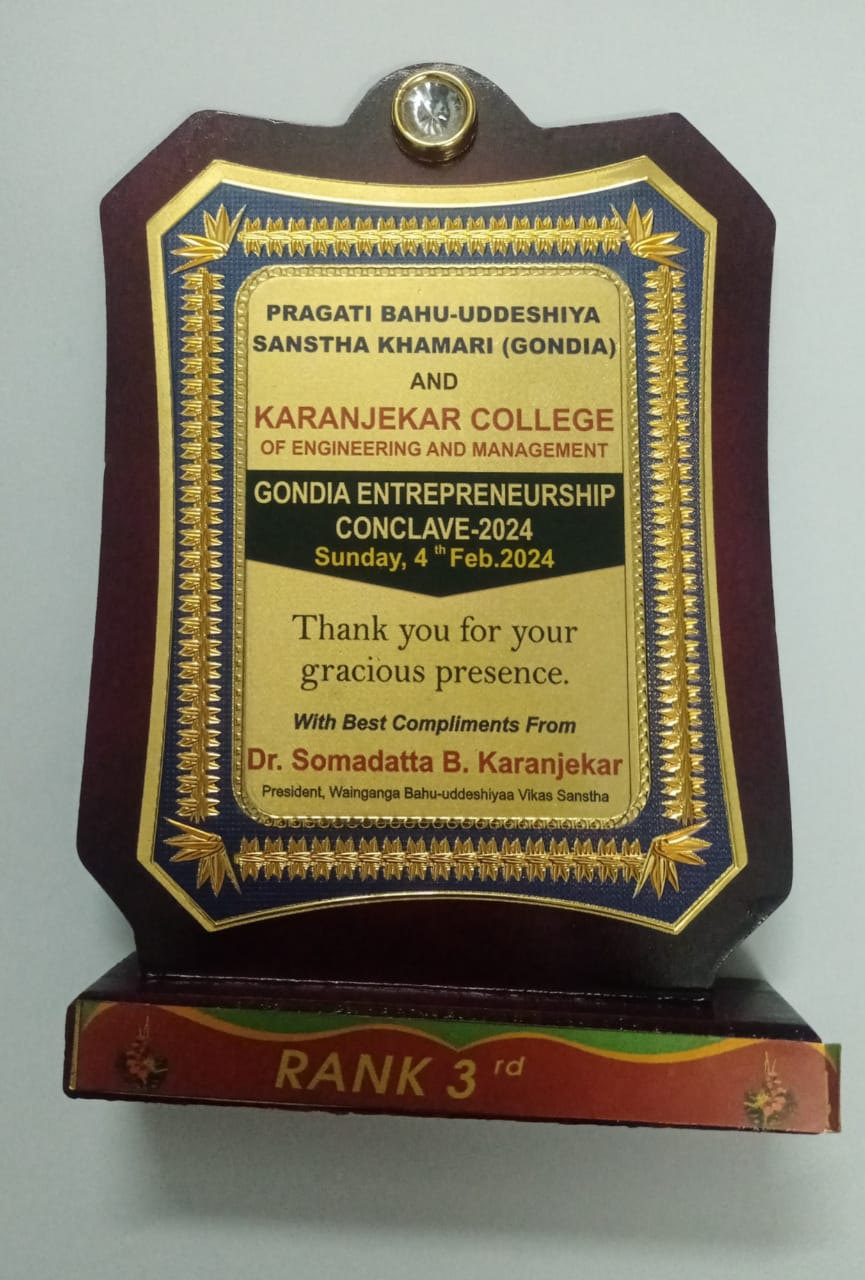 PRAGATI BAHU-UDDESHIYA
SANSTHA KHAMARI (GONDIA)
AND
KARANJEKAR COLLEGE
OF ENGINEERING AND MANAGEMENT
GONDIA ENTREPRENEURSHIP
CONCLAVE-2024
Sunday, 4th Feb.2024
Thank you for your
gracious presence.
With Best Compliments From
Dr. Somadatta B. Karanjekar
President, Wainganga Bahu-uddeshiyaa Vikas Sanstha
RANK 3rd